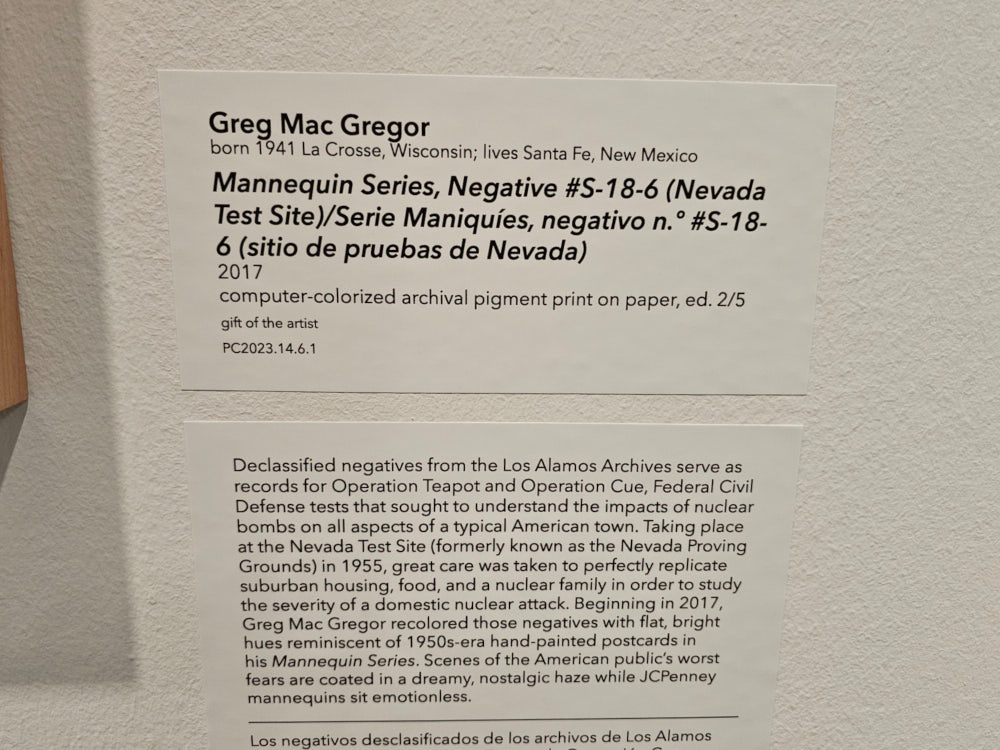 Greg Mac Gregor
born 1941 La Crosse, Wisconsin; lives Santa Fe, New Mexico
Mannequin Series, Negative #S-18-6 (Nevada
Test Site)/Serie Maniquíes, negativo n.º #S-18-
6 (sitio de pruebas de Nevada)
2017
computer-colorized archival pigment print on paper, ed. 2/5
gift of the artist
PC2023.14.6.1
Declassified negatives from the Los Alamos Archives serve as
records for Operation Teapot and Operation Cue, Federal Civil
Defense tests that sought to understand the impacts of nuclear
bombs on all aspects of a typical American town. Taking place
at the Nevada Test Site (formerly known as the Nevada Proving
Grounds) in 1955, great care was taken to perfectly replicate
suburban housing, food, and a nuclear family in order to study
the severity of a domestic nuclear attack. Beginning in 2017,
Greg Mac Gregor recolored those negatives with flat, bright
hues reminiscent of 1950s-era hand-painted postcards in
his Mannequin Series. Scenes of the American public's worst
fears are coated in a dreamy, nostalgic haze while JCPenney
mannequins sit emotionless.
Los negativos desclasificados de los archivos de Los Alamos